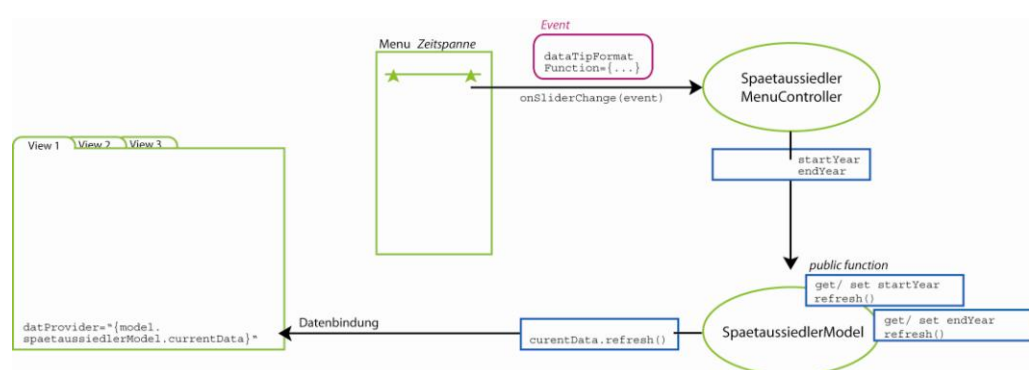 Event
Menu Zeitspanne
dataTipFormat
Function={...}
Spaetaussiedler
MenuController
onSliderChange(event)
View 1 View 2 View 3
startYear
endYear
public function
get/ set startYear
refresh()
get/ set endYear
refresh()
datProvider="{model.
spaetaussiedlerModel.currentData}"
Datenbindung
curentData.refresh()
SpaetaussiedlerModel